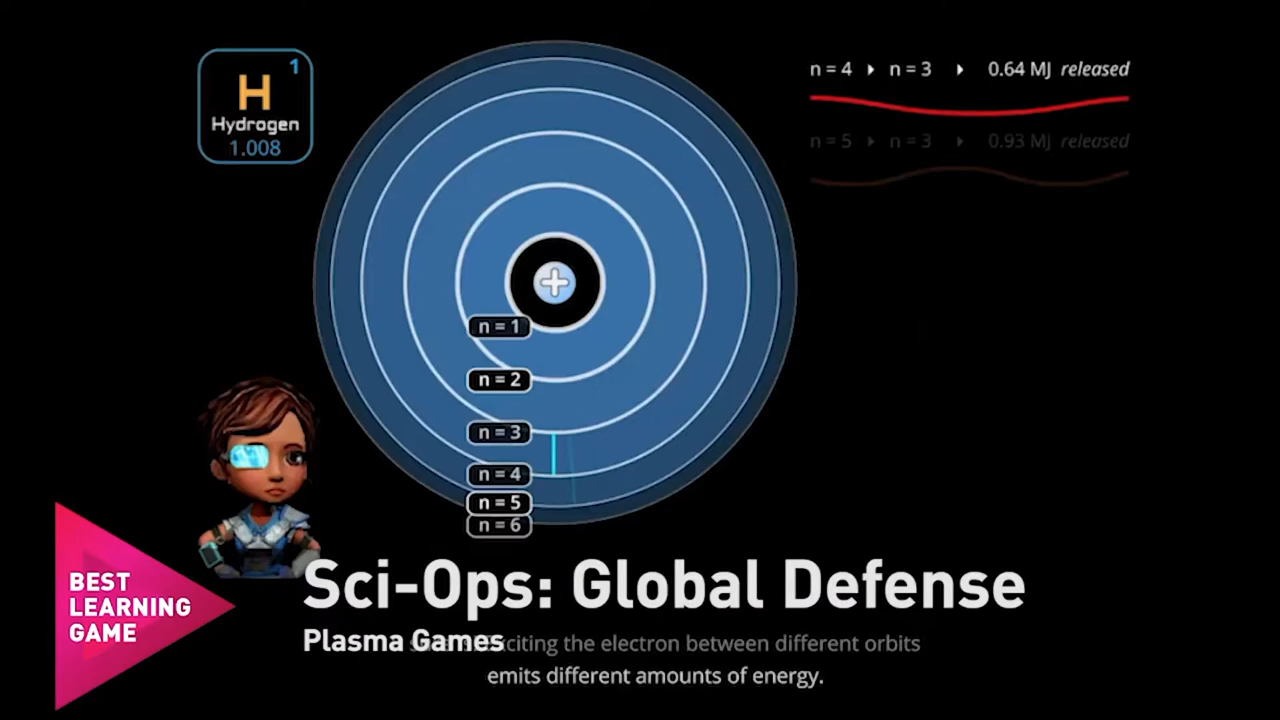 1
H
Hydrogen
1.008
n = 4 ▸ n = 3 ▸ 0.64 MJ released
n = 5 ▸ n = 3 ▸ 0.93 MJ released
n = 1
n = 2
n = 3
n = 4
n = 5
n = 6
BEST
LEARNING
GAME
Sci-Ops: Global Defense
Plasma Games
the electron between different orbits
emits different amounts of energy.